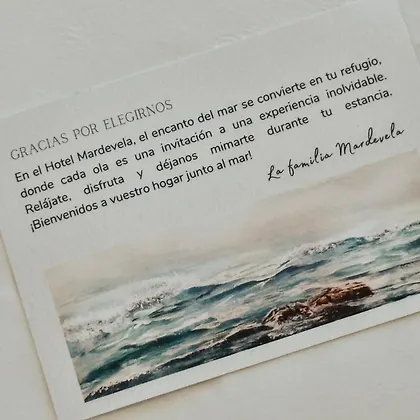 GRACIAS POR ELEGIRNOS
En el Hotel Mardevela, el encanto del mar se convierte en tu refugio,
donde cada ola es una invitación a una experiencia inolvidable.
Relájate, disfruta y déjanos mimarte durante tu estancia.
¡Bienvenidos a vuestro hogar junto al mar!
La familia Mardevela